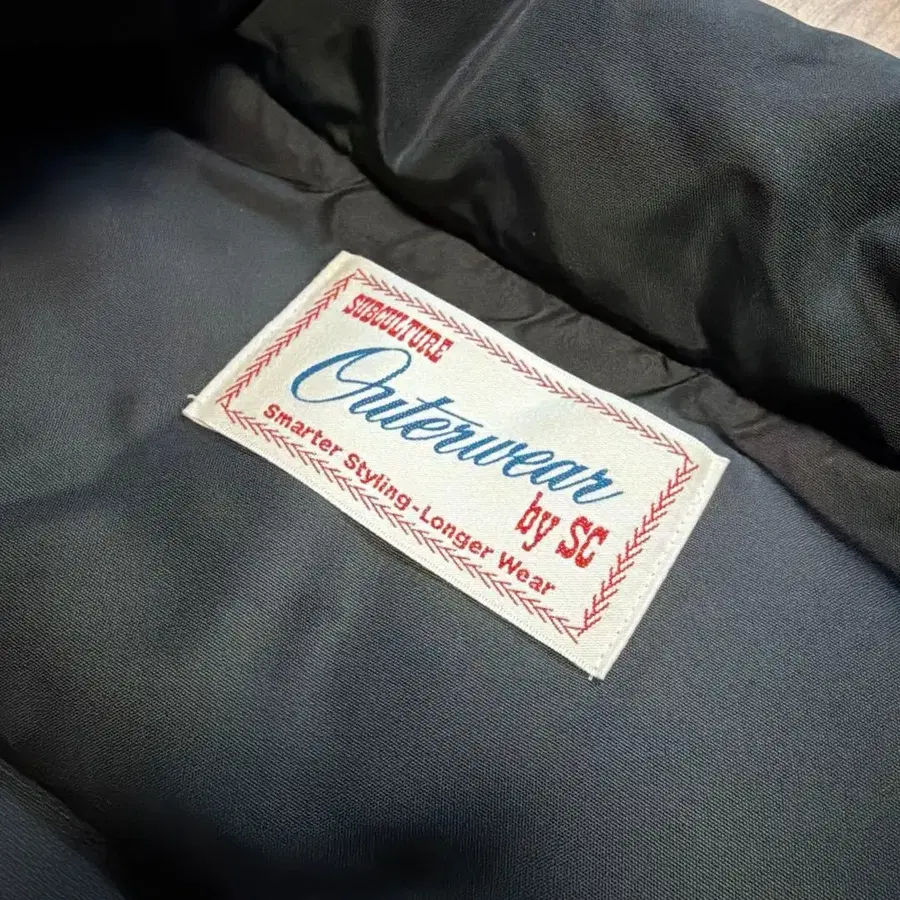 SUBCULTURE
Outerwear
by SC
Smarter Styling-Longer Wear